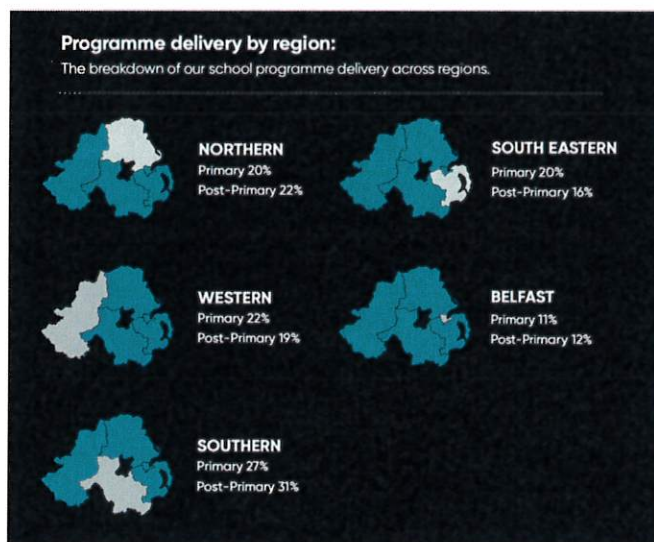 Programme delivery by region:
The breakdown of our school programme delivery across regions.
NORTHERN
Primary 20%
Post-Primary 22%
SOUTH EASTERN
Primary 20%
Post-Primary 16%
WESTERN
Primary 22%
Post-Primary 19%
BELFAST
Primary 11%
Post-Primary 12%
SOUTHERN
Primary 27%
Post-Primary 31%